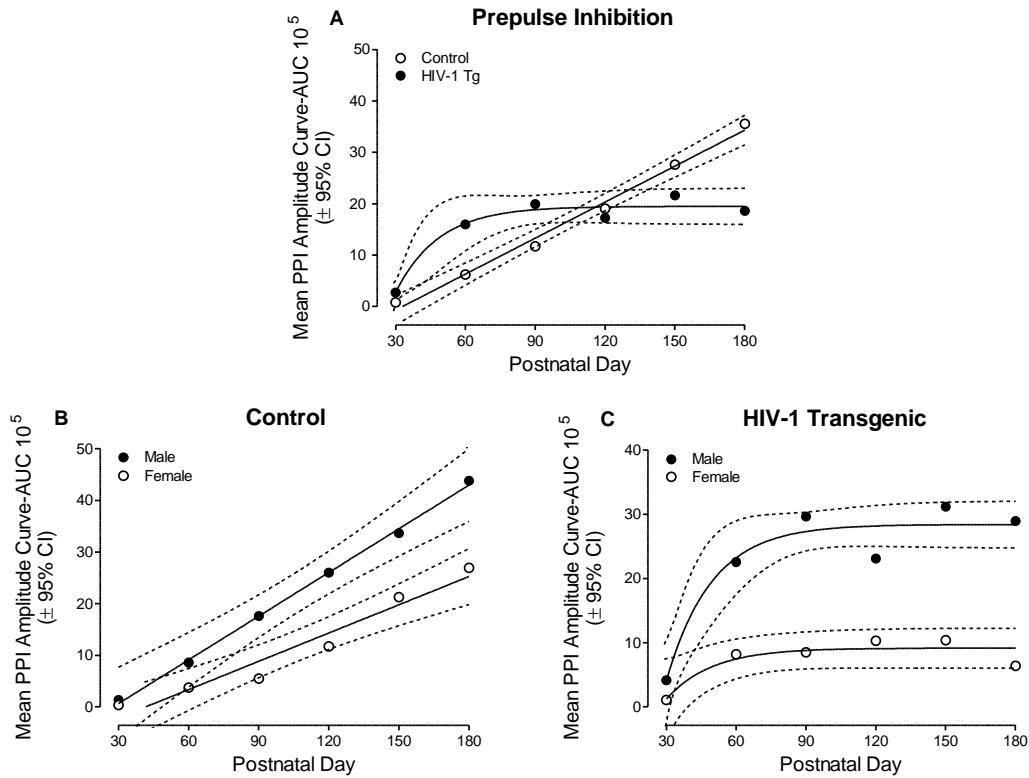 A
Prepulse Inhibition
Mean PPI Amplitude Curve-AUC 10 5
(± 95% CI)
50
40
30
20
10
0
Control
HIV-1 Tg
30 60 90 120 150 180
Postnatal Day
B
Control
Mean PPI Amplitude Curve-AUC 10 5
(± 95% CI)
50
40
30
20
10
0
Male
Female
30 60 90 120 150 180
Postnatal Day
C
HIV-1 Transgenic
Mean PPI Amplitude Curve-AUC 10 5
(± 95% CI)
40
30
20
10
0
Male
Female
30 60 90 120 150 180
Postnatal Day